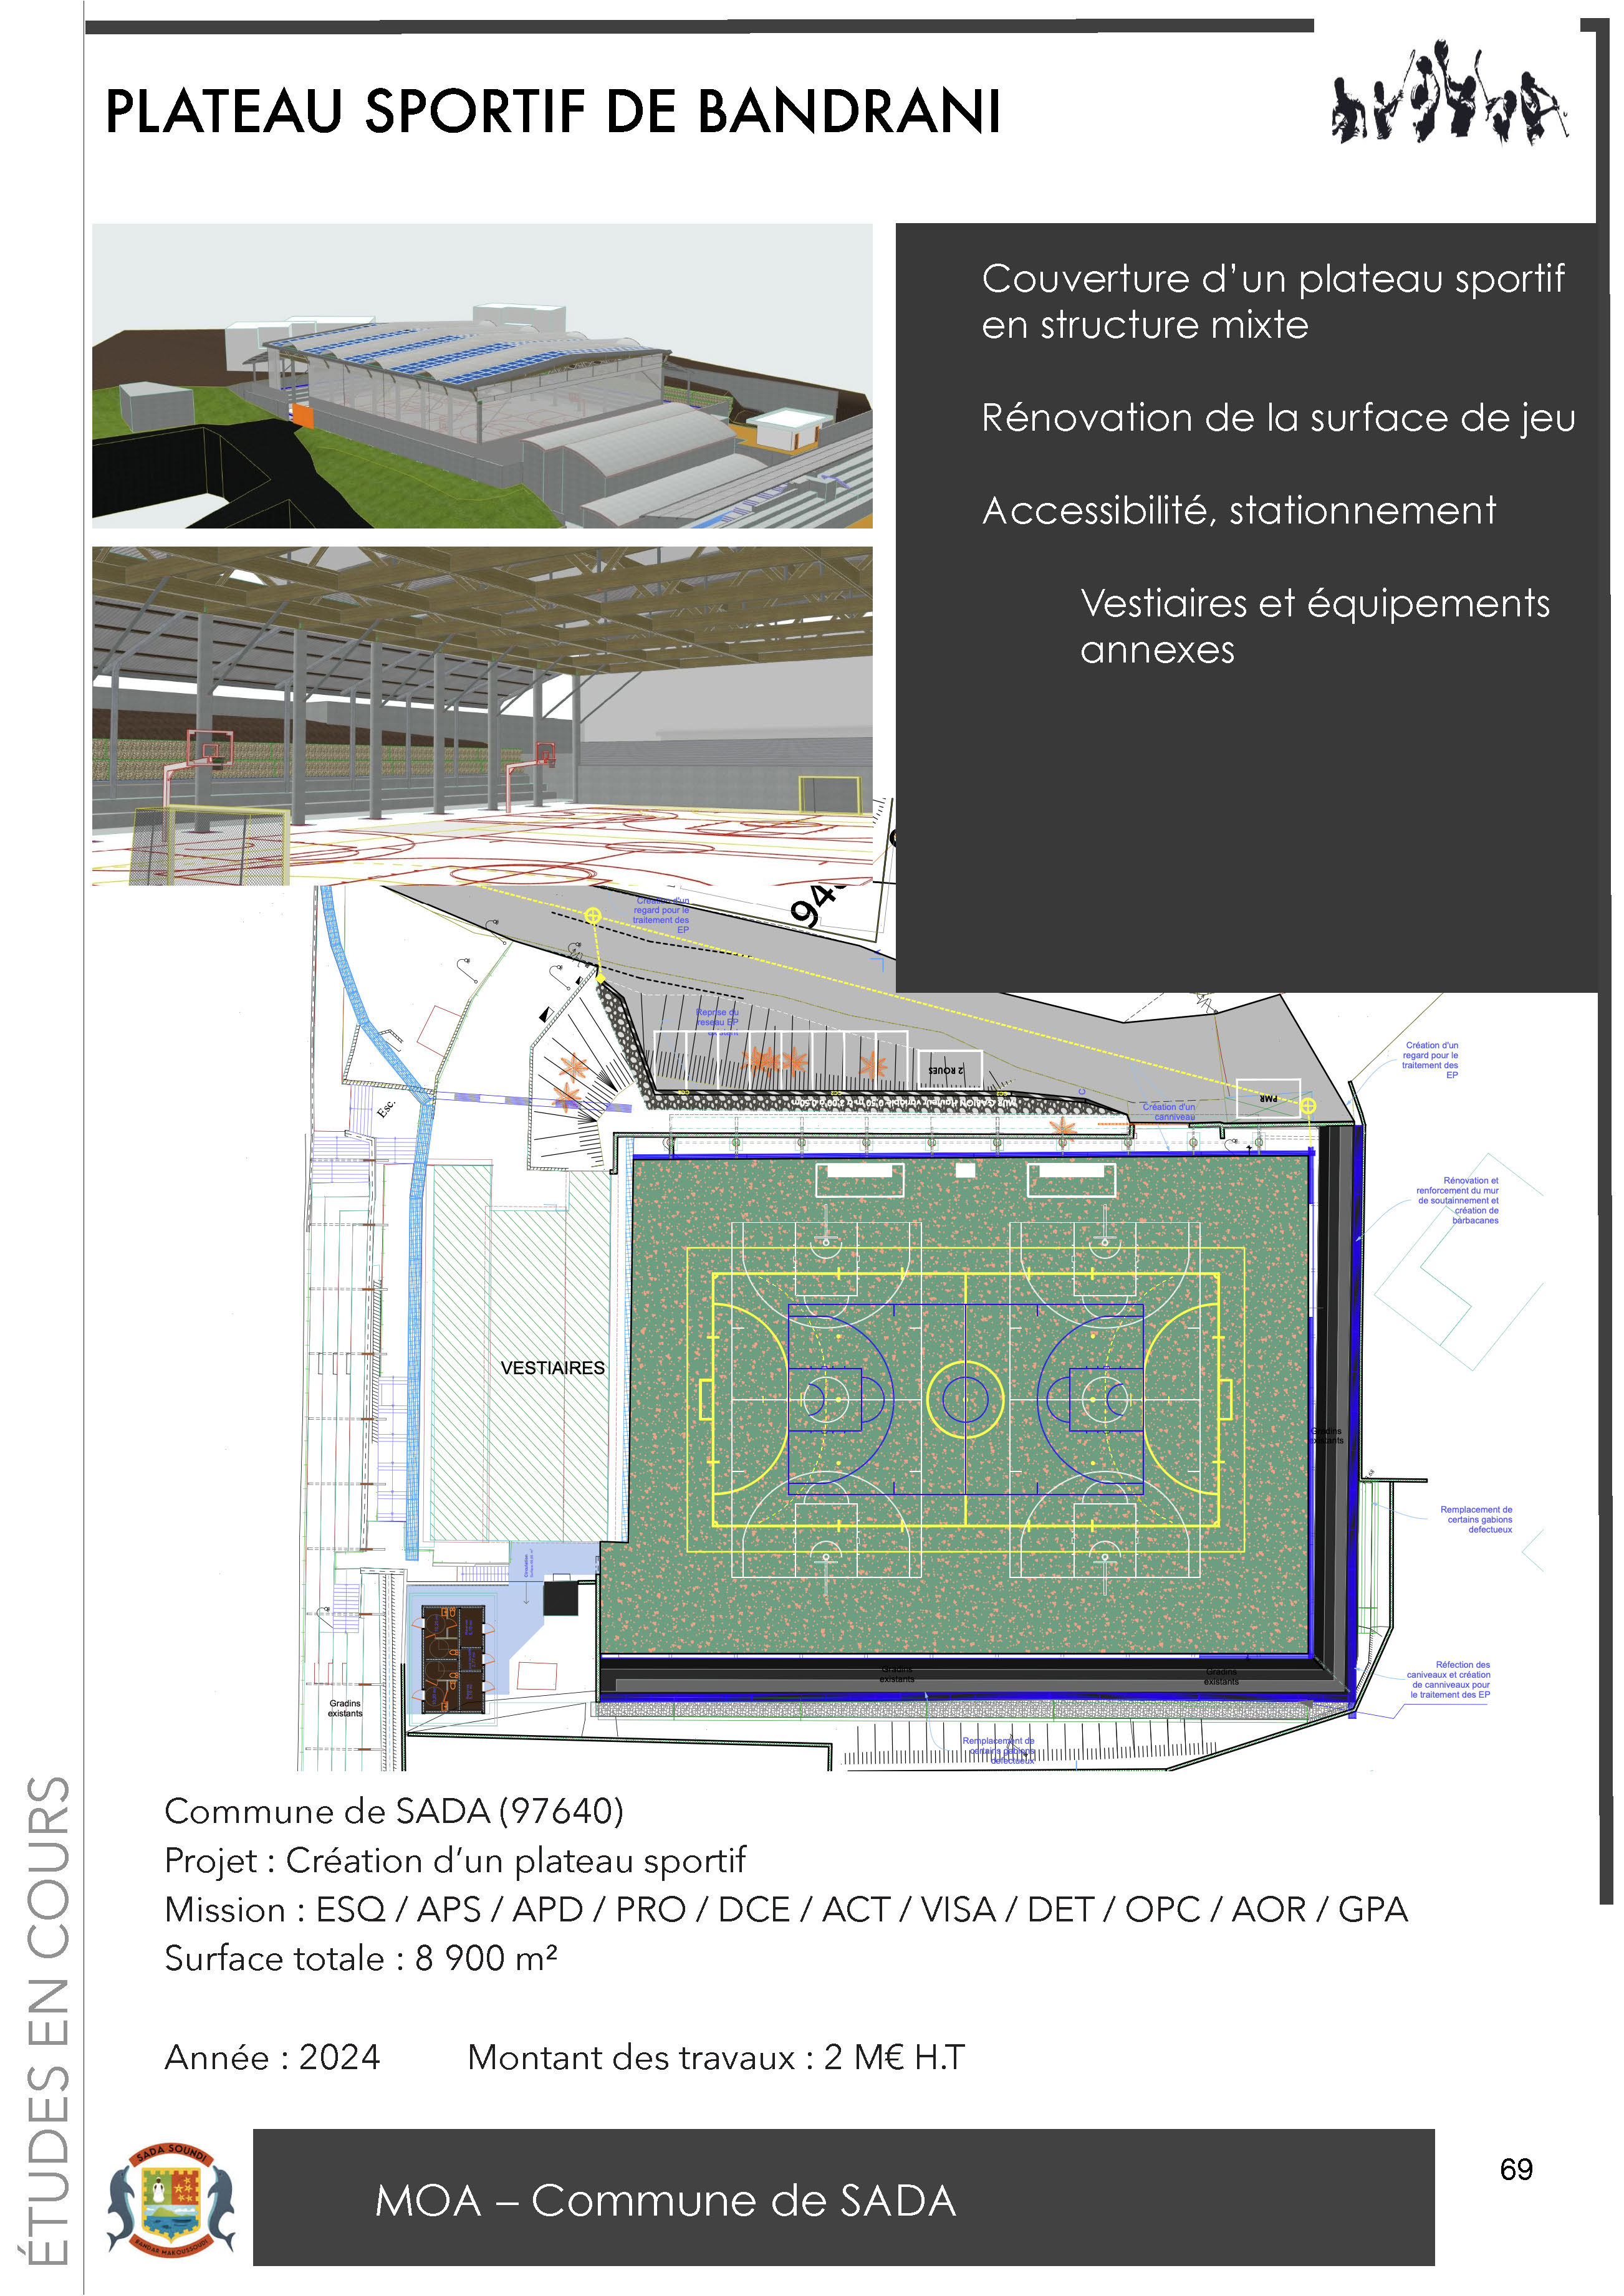 PLATEAU SPORTIF DE BANDRANI
Couverture d’un plateau sportif
en structure mixte
Rénovation de la surface de jeu
Accessibilité, stationnement
Vestiaires et équipements
annexes
Création d'un
regard pour le
traitement des
EP
Reprise du
reseau EP
2 ROUES
PMR
Création d'un
canniveau
Création d'un
regard pour le
traitement des
EP
Esc.
Rénovation et
renforcement du mur
de soutainnement et
création de
barbacanes
VESTIAIRES
Gradins
existants
Remplacement de
certains gabions
defectueux
Circulation
Gradins
existants
Gradins
existants
Gradins
existants
Réfection des
caniveaux et création
de canniveaux pour
le traitement des EP
Remplacement de
certains gabions
defectueux
Commune de SADA (97640)
Projet : Création d’un plateau sportif
Mission : ESQ / APS / APD / PRO / DCE / ACT / VISA / DET / OPC / AOR / GPA
Surface totale : 8 900 m²
Année : 2024 Montant des travaux : 2 M€ H.T
ÉTUDES EN COURS
SADA SOUNDI
BANDAR MAROUSSOUDI
MOA – Commune de SADA
69